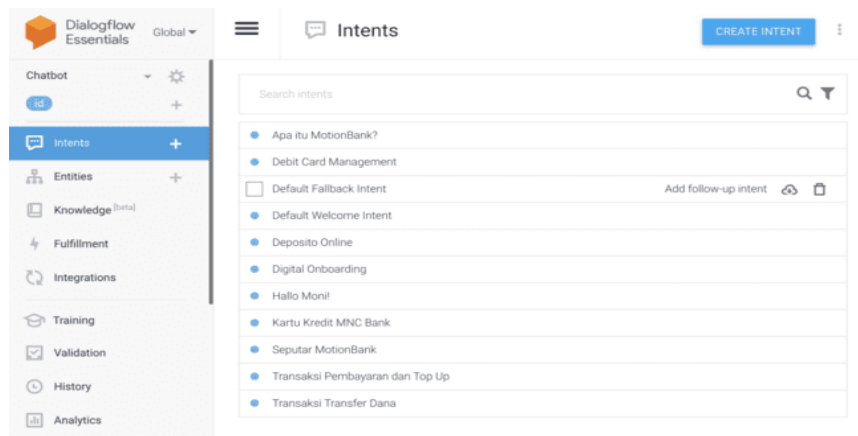 Dialogflow
Essentials
Global
Intents
CREATE INTENT
Chatbot
id
Intents
Entities
Knowledge [beta]
Fulfillment
Integrations
Training
Validation
History
Analytics
Search intents
Apa itu MotionBank?
Debit Card Management
Default Fallback Intent Add follow-up intent
Default Welcome Intent
Deposito Online
Digital Onboarding
Hallo Moni!
Kartu Kredit MNC Bank
Seputar MotionBank
Transaksi Pembayaran dan Top Up
Transaksi Transfer Dana